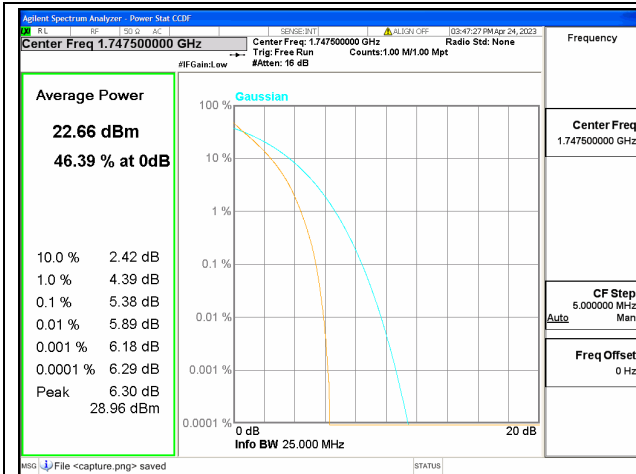 Agilent Spectrum Analyzer - Power Stat CCDF
RL RF 50 Ω AC SENSE:INT ALIGN OFF 03:47:27 PM Apr 24, 2023
Center Freq 1.747500000 GHz
Center Freq: 1.747500000 GHz Radio Std: None
Trig: Free Run Counts:1.00 M/1.00 Mpt
#IFGain:Low #Atten: 16 dB
Frequency
Average Power
22.66 dBm
46.39 % at 0dB
10.0 % 2.42 dB
1.0 % 4.39 dB
0.1 % 5.38 dB
0.01 % 5.89 dB
0.001 % 6.18 dB
0.0001 % 6.29 dB
Peak 6.30 dB
28.96 dBm
Gaussian
100 %
10 %
1 %
0.1 %
0.01 %
0.001 %
0.0001 %
0 dB 20 dB
Info BW 25.000 MHz
Center Freq
1.747500000 GHz
CF Step
5.000000 MHz
Auto Man
Freq Offset
0 Hz
MSG File <capture.png> saved STATUS